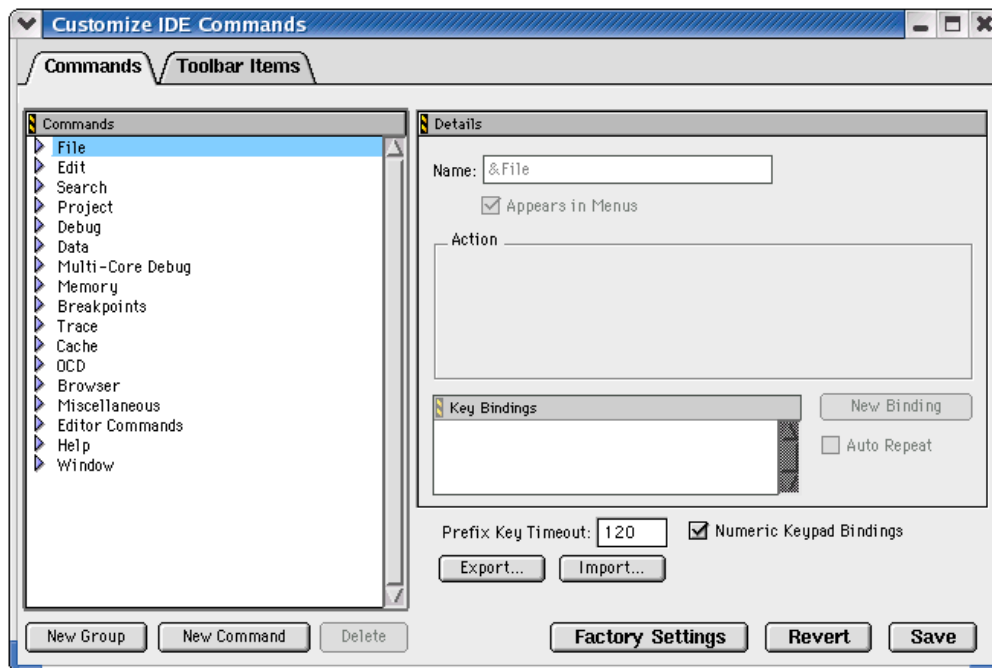 Customize IDE Commands
Commands
Toolbar Items
Commands
File
Edit
Search
Project
Debug
Data
Multi-Core Debug
Memory
Breakpoints
Trace
Cache
OCD
Browser
Miscellaneous
Editor Commands
Help
Window
New Group
New Command
Delete
Details
Name: &File
Appears in Menus
Action
Key Bindings
New Binding
Auto Repeat
Prefix Key Timeout: 120
Numeric Keypad Bindings
Export...
Import...
Factory Settings
Revert
Save